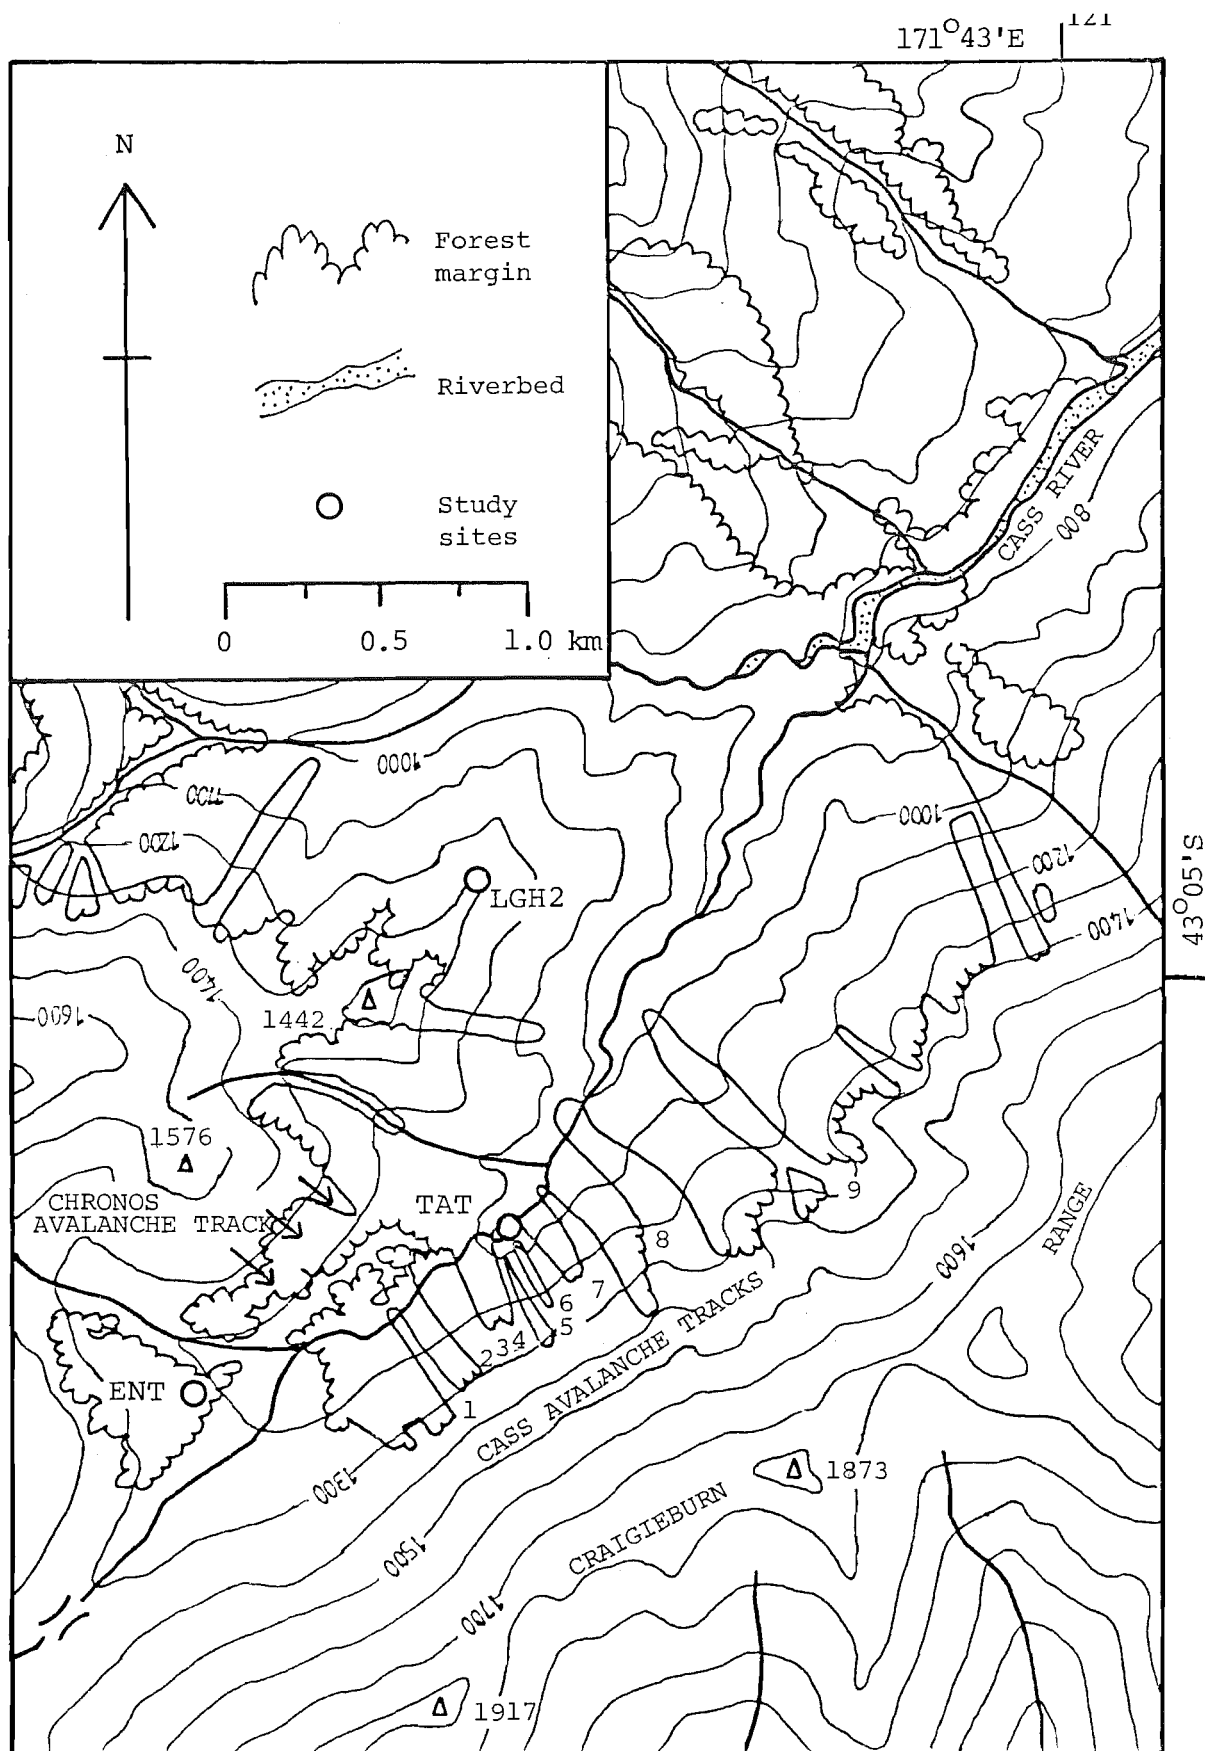 121
171°43'E
N
Forest
margin
Riverbed
Study
sites
0 0.5 1.0 km
CASS RIVER
800
1000
1100
1200
1000
1200
1400
43°05'S
LGH2
1400
1600
1442
1576
CHRONOS
AVALANCHE TRACK
TAT
9
8
7
6
5
2 3 4
1
ENT
CASS AVALANCHE TRACKS
RANGE
1600
1300
1500
1700
CRAIGIEBURN
1873
1917